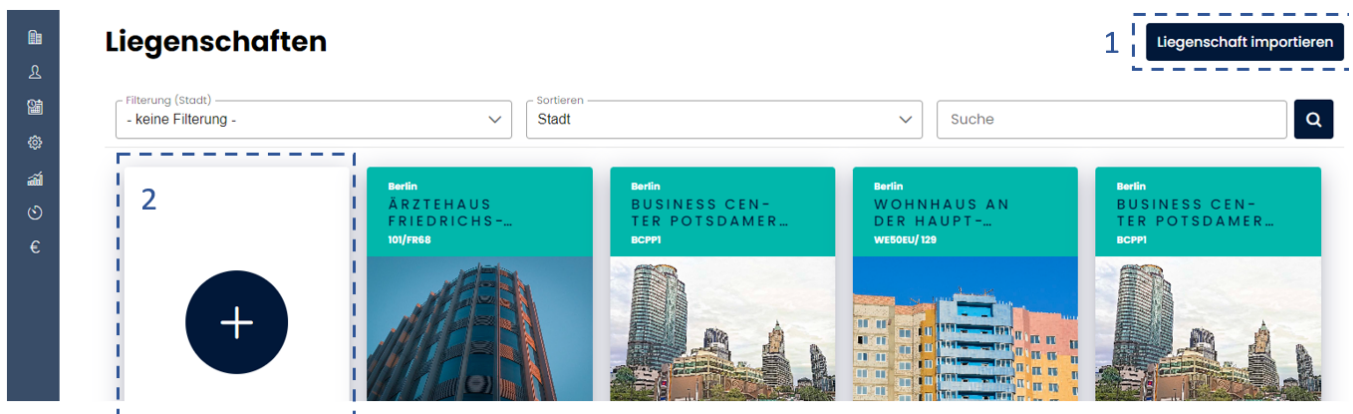 Liegenschaften
1
Liegenschaft importieren
Filterung (Stadt)
- keine Filterung -
Sortieren
Stadt
Suche
2
Berlin
ÄRZTEHAUS
FRIEDRICHS-...
101/FR68
Berlin
BUSINESS CEN-
TER POTSDAMER...
BCPP1
Berlin
WOHNHAUS AN
DER HAUPT-...
WE50EU/ 129
Berlin
BUSINESS CEN-
TER POTSDAMER...
BCPP1
€